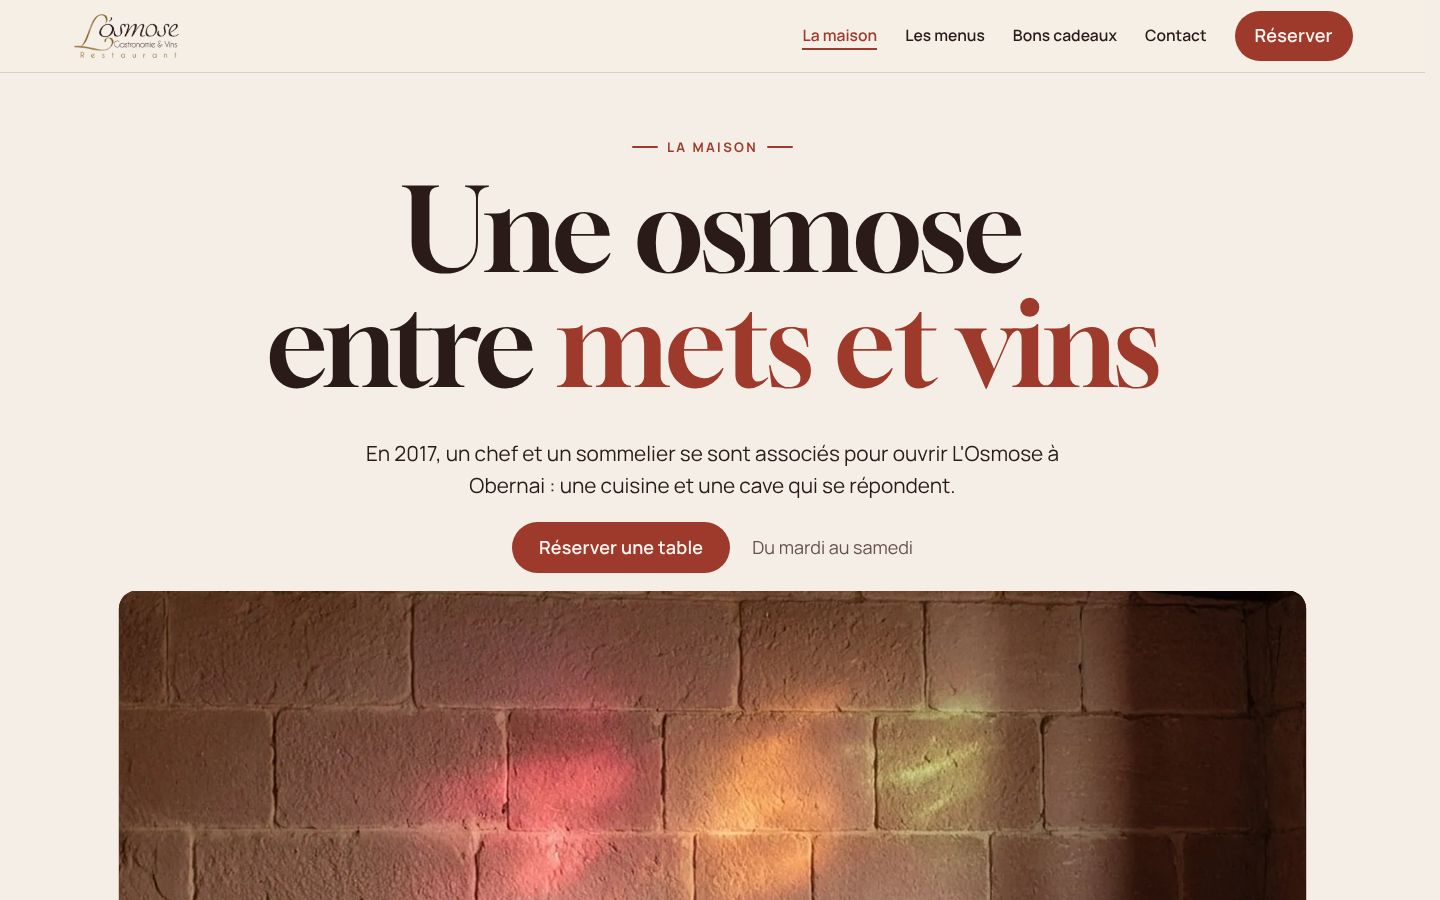 L'osmose
Gastronomie & Vins
Restaurant
La maison
Les menus
Bons cadeaux
Contact
Réserver
LA MAISON
Une osmose
entre mets et vins
En 2017, un chef et un sommelier se sont associés pour ouvrir L'Osmose à
Obernai : une cuisine et une cave qui se répondent.
Réserver une table
Du mardi au samedi